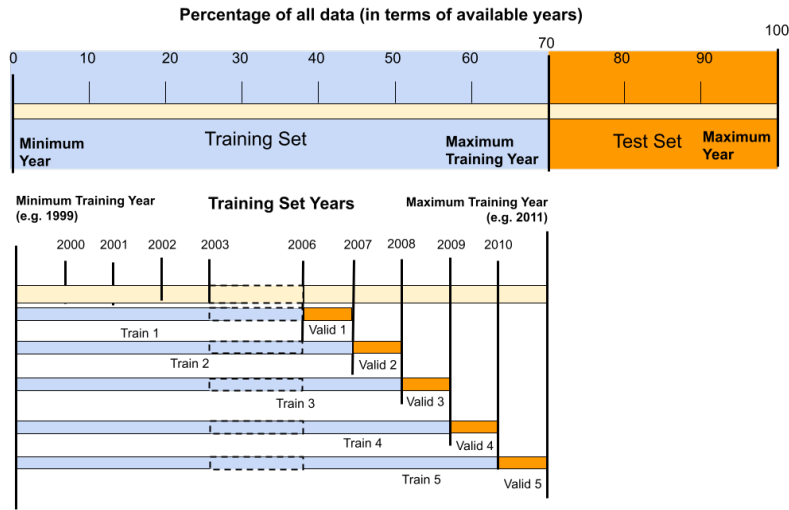 Percentage of all data (in terms of available years)
0 10 20 30 40 50 60 70 80 90 100
Minimum
Year
Training Set
Maximum
Training Year
Test Set
Maximum
Year
Minimum Training Year
(e.g. 1999)
Training Set Years
Maximum Training Year
(e.g. 2011)
2000 2001 2002 2003 2006 2007 2008 2009 2010
Train 1
Valid 1
Train 2
Valid 2
Train 3
Valid 3
Train 4
Valid 4
Train 5
Valid 5